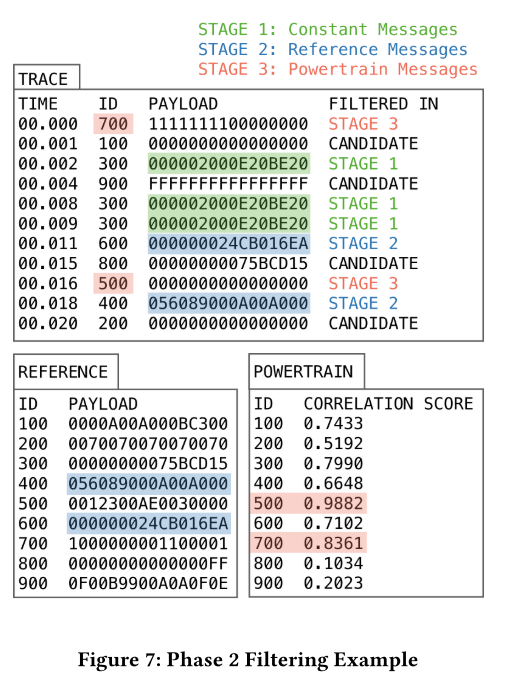 STAGE 1: Constant Messages
STAGE 2: Reference Messages
STAGE 3: Powertrain Messages
TRACE
TIME ID PAYLOAD FILTERED IN
00.000 700 1111111100000000 STAGE 3
00.001 100 0000000000000000 CANDIDATE
00.002 300 000002000E20BE20 STAGE 1
00.004 900 FFFFFFFFFFFFFFFF CANDIDATE
00.008 300 000002000E20BE20 STAGE 1
00.009 300 000002000E20BE20 STAGE 1
00.011 600 000000024CB016EA STAGE 2
00.015 800 00000000075BCD15 CANDIDATE
00.016 500 0000000000000000 STAGE 3
00.018 400 056089000A00A000 STAGE 2
00.020 200 0000000000000000 CANDIDATE
REFERENCE
ID PAYLOAD
100 0000A00A000BC300
200 0070070070070070
300 00000000075BCD15
400 056089000A00A000
500 0012300AE0030000
600 000000024CB016EA
700 1000000001100001
800 00000000000000FF
900 0F00B9900A0A0F0E
POWERTRAIN
ID CORRELATION SCORE
100 0.7433
200 0.5192
300 0.7990
400 0.6648
500 0.9882
600 0.7102
700 0.8361
800 0.1034
900 0.2023
Figure 7: Phase 2 Filtering Example